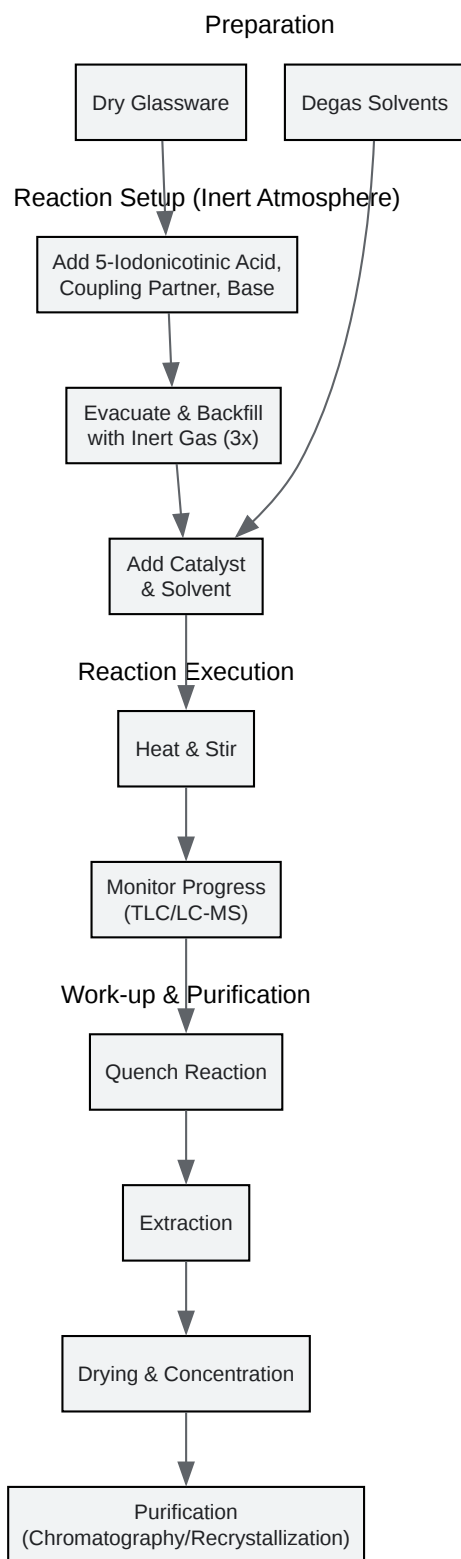 Preparation
Dry Glassware
Degas Solvents
Reaction Setup (Inert Atmosphere)
Add 5-Iodonicotinic Acid,
Coupling Partner, Base
Evacuate & Backfill
with Inert Gas (3x)
Add Catalyst
& Solvent
Reaction Execution
Heat & Stir
Monitor Progress
(TLC/LC-MS)
Work-up & Purification
Quench Reaction
Extraction
Drying & Concentration
Purification
(Chromatography/Recrystallization)